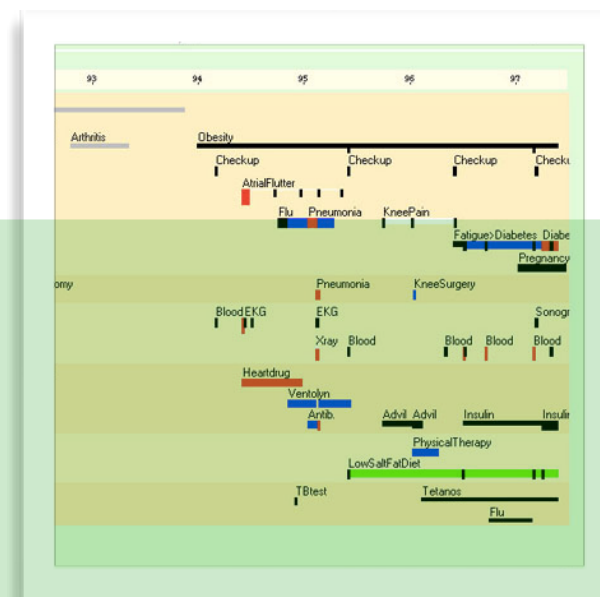 93 94 95 96 97
Arthritis Obesity
Checkup Checkup Checkup Checku
AtrialFlutter
Flu Pneumonia KneePain
Fatigue>Diabetes Diabe
Pregnancy
omy Pneumonia KneeSurgery
Blood EKG EKG Sonogr
Xray Blood Blood Blood Blood
Heartdrug
Ventolyn
Antib. Advil Advil Insulin Insulin
PhysicalTherapy
LowSaltFatDiet
TBtest Tetanos
Flu